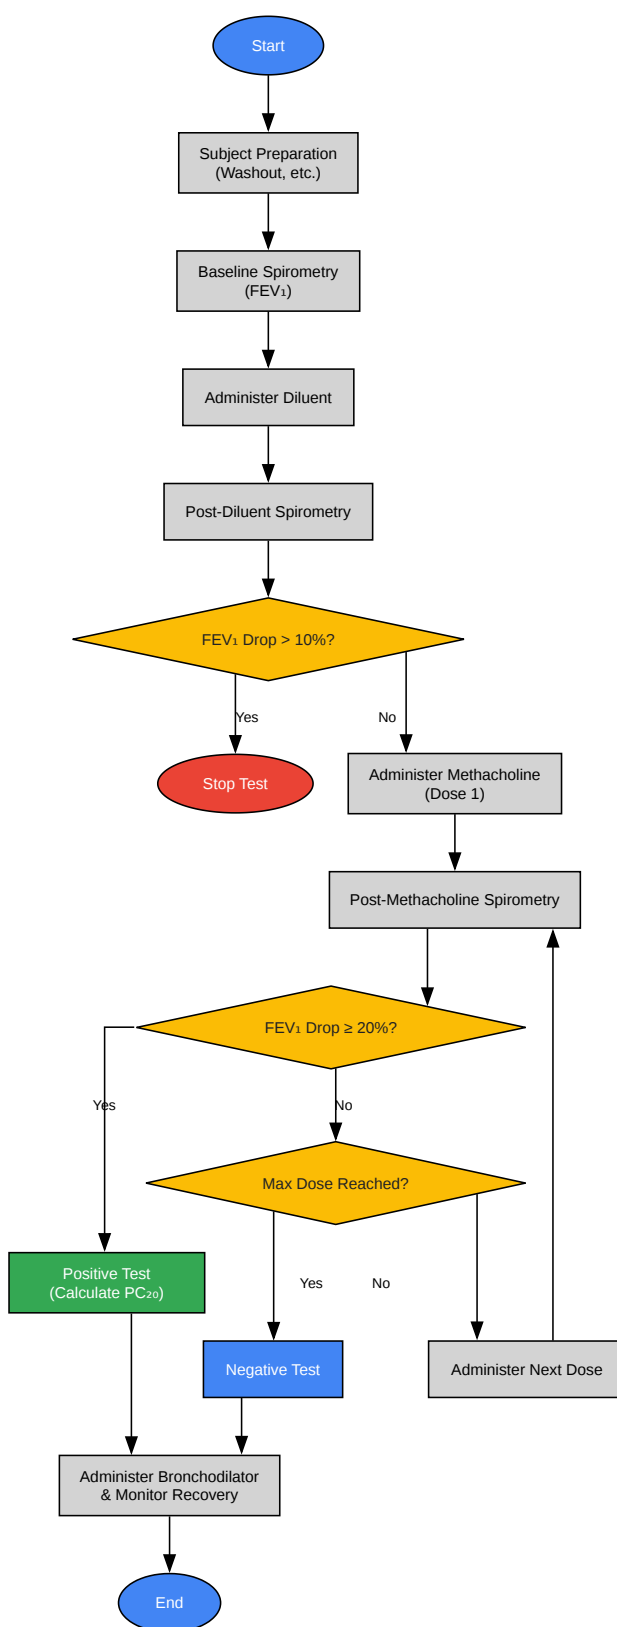 Start
Subject Preparation
(Washout, etc.)
Baseline Spirometry
(FEV₁)
Administer Diluent
Post-Diluent Spirometry
FEV₁ Drop > 10%?
Yes
No
Stop Test
Administer Methacholine
(Dose 1)
Post-Methacholine Spirometry
FEV₁ Drop ≥ 20%?
Yes
No
Max Dose Reached?
Yes
No
Positive Test
(Calculate PC₂₀)
Negative Test
Administer Next Dose
Administer Bronchodilator
& Monitor Recovery
End